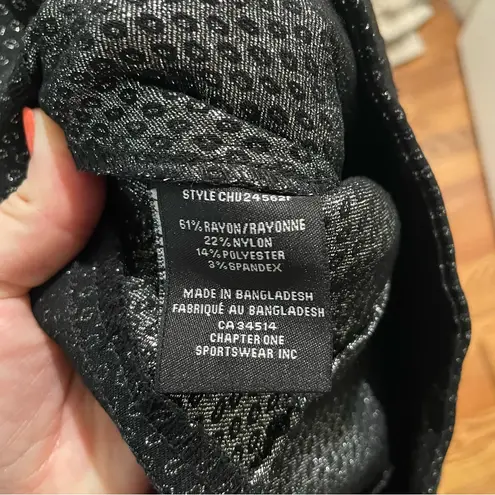 STYLE CHU24562F
61% RAYON/RAYONNE
22% NYLON
14% POLYESTER
3% SPANDEX
MADE IN BANGLADESH
FABRIQUÉ AU BANGLADESH
CA 34514
CHAPTER ONE
SPORTSWEAR INC